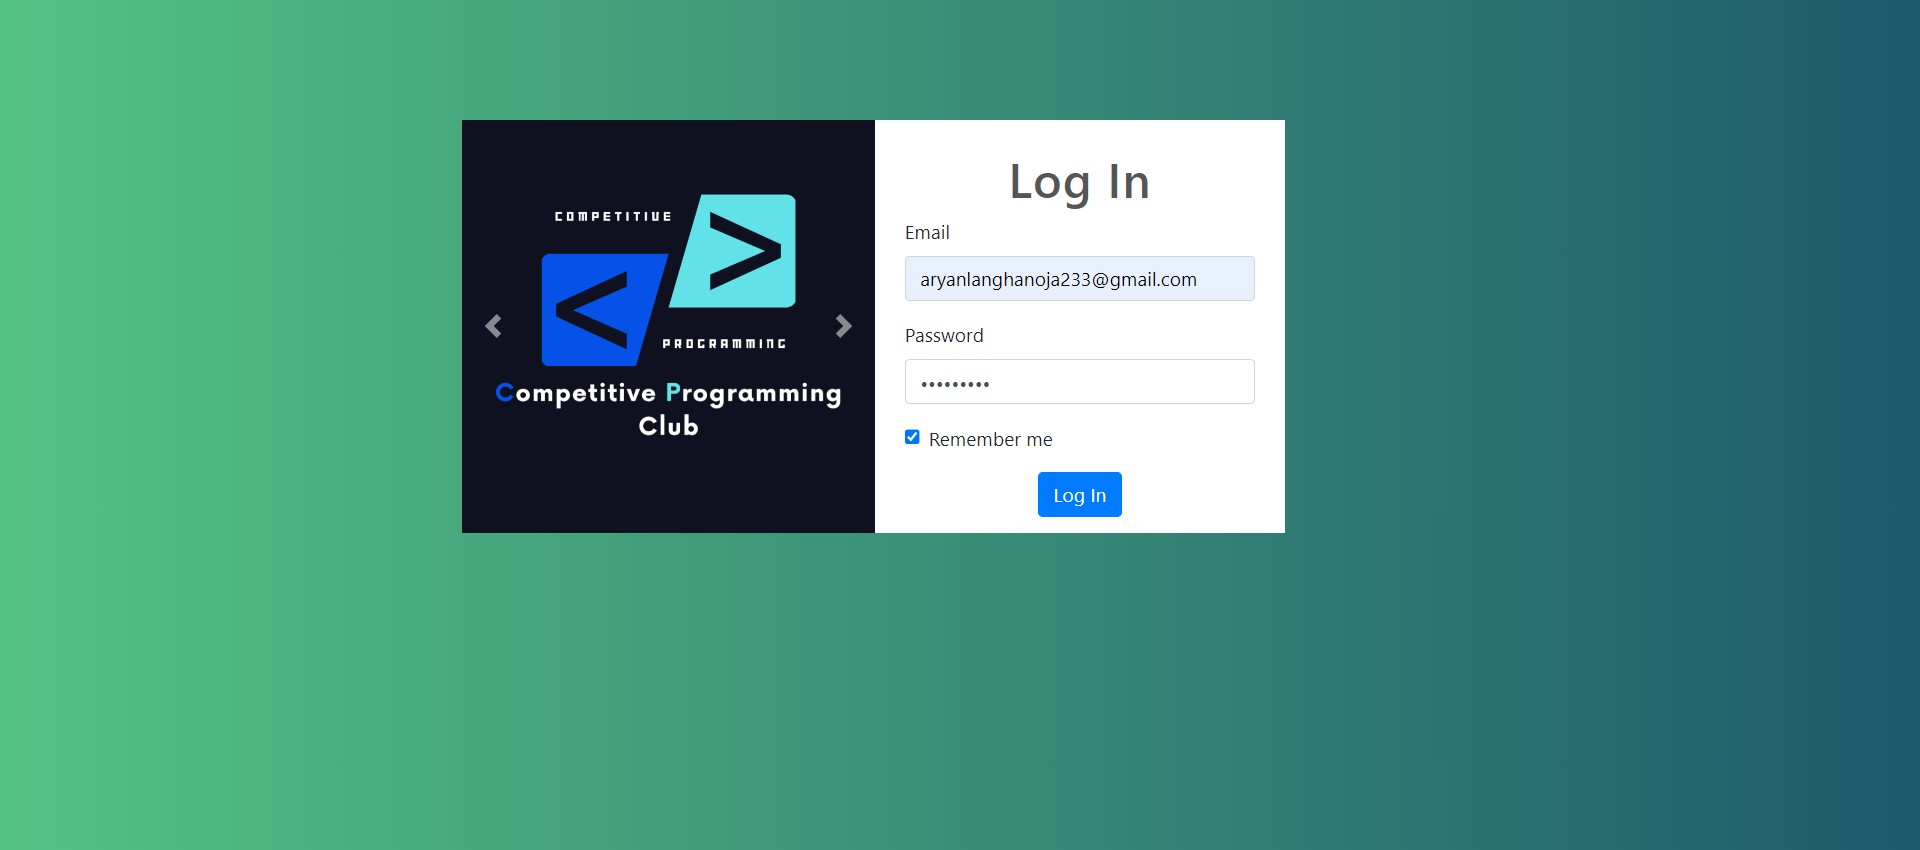 COMPETITIVE
PROGRAMMING
Competitive Programming
Club
Log In
Email
aryanlanghanoja233@gmail.com
Password
•••••••••
Remember me
Log In